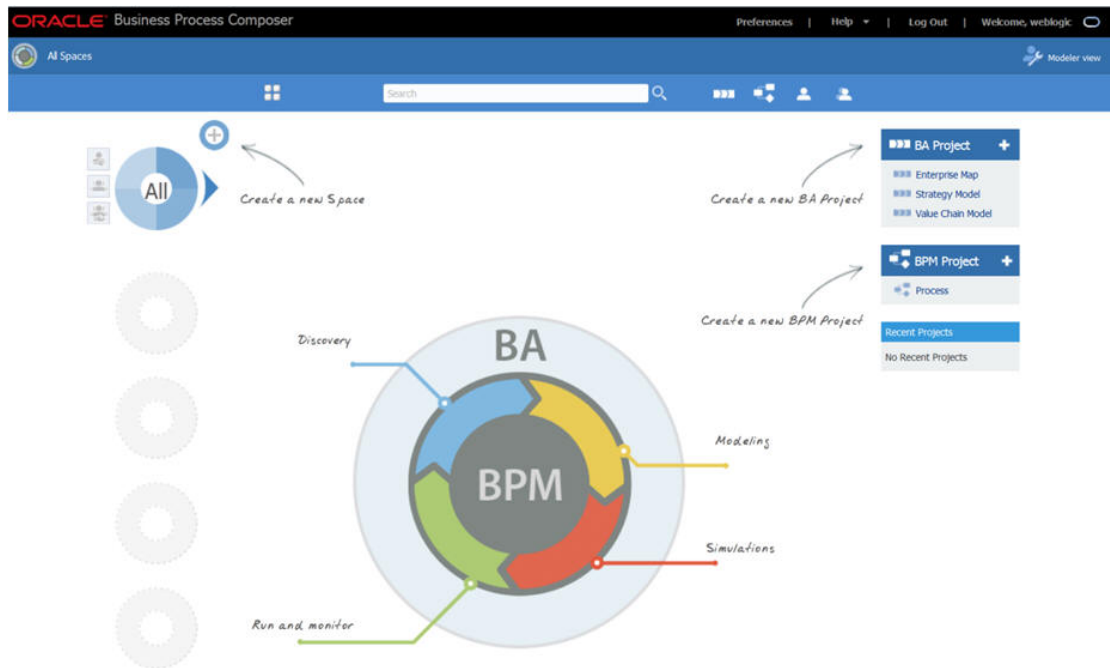 ORACLE Business Process Composer
Preferences | Help | Log Out | Welcome, weblogic
All Spaces
Modeler view
Search
All
Create a new Space
Create a new BA Project
BA Project
Enterprise Map
Strategy Model
Value Chain Model
Create a new BPM Project
BPM Project
Process
Recent Projects
No Recent Projects
BA
BPM
Discovery
Modeling
Simulations
Run and monitor